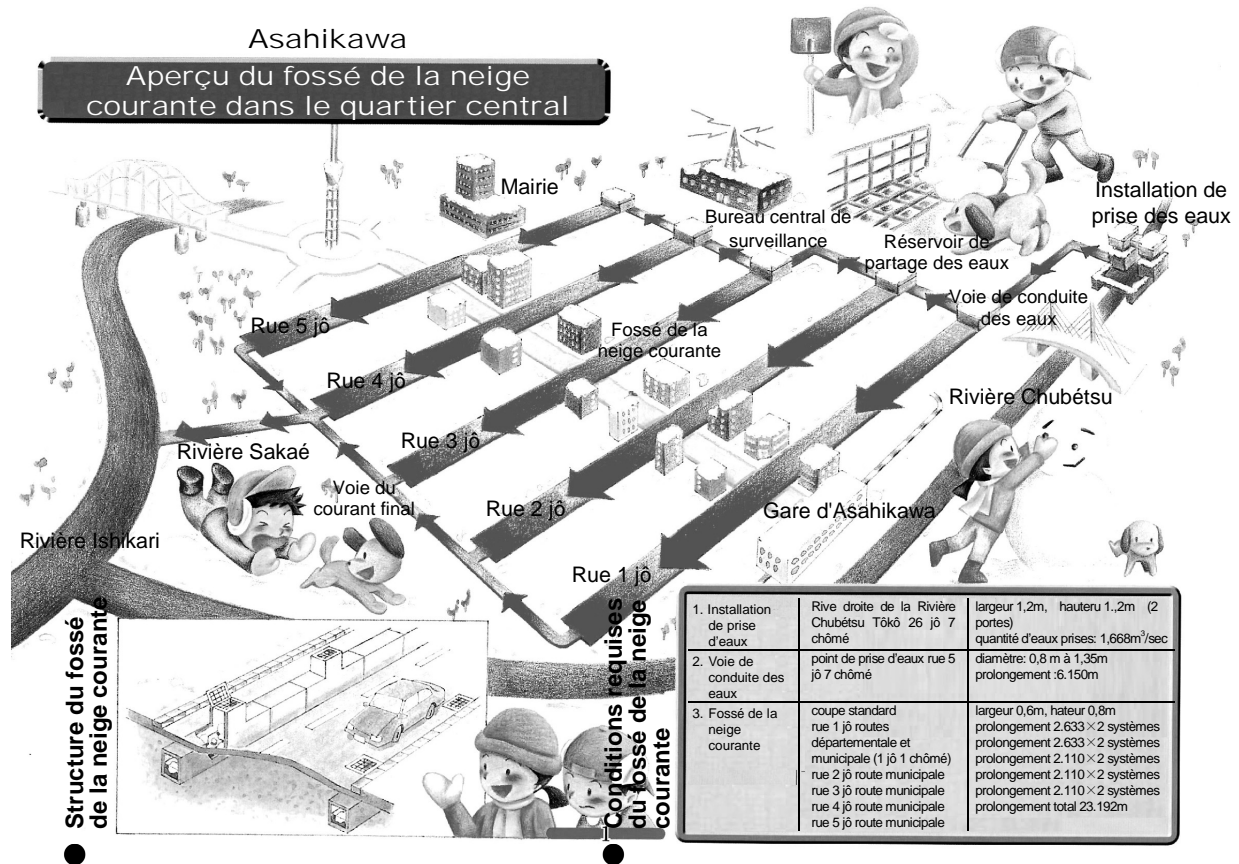 Asahikawa
Aperçu du fossé de la neige
courante dans le quartier central
Mairie
Bureau central de
surveillance
Réservoir de
partage des eaux
Installation de
prise des eaux
Voie de conduite
des eaux
Rue 5 jô
Fossé de la
neige courante
Rue 4 jô
Rivière Chubétsu
Rue 3 jô
Rivière Sakaé
Voie du
courant final
Rue 2 jô
Gare d'Asahikawa
Rivière Ishikari
Rue 1 jô
Structure du fossé
de la neige courante
Conditions requises
du fossé de la neige
courante
1. Installation
de prise
d'eaux
Rive droite de la Rivière
Chubétsu Tôkô 26 jô 7
chômé
largeur 1,2m, hauteru 1.,2m (2
portes)
quantité d'eaux prises: 1,668m³/sec
2. Voie de
conduite des
eaux
point de prise d'eaux rue 5
jô 7 chômé
diamètre: 0,8 m à 1,35m
prolongement :6.150m
3. Fossé de la
neige
courante
coupe standard
rue 1 jô routes
départementale et
municipale (1 jô 1 chômé)
rue 2 jô route municipale
rue 3 jô route municipale
rue 4 jô route municipale
rue 5 jô route municipale
largeur 0,6m, hateur 0,8m
prolongement 2.633×2 systèmes
prolongement 2.633×2 systèmes
prolongement 2.110×2 systèmes
prolongement 2.110×2 systèmes
prolongement 2.110×2 systèmes
prolongement total 23.192m
1